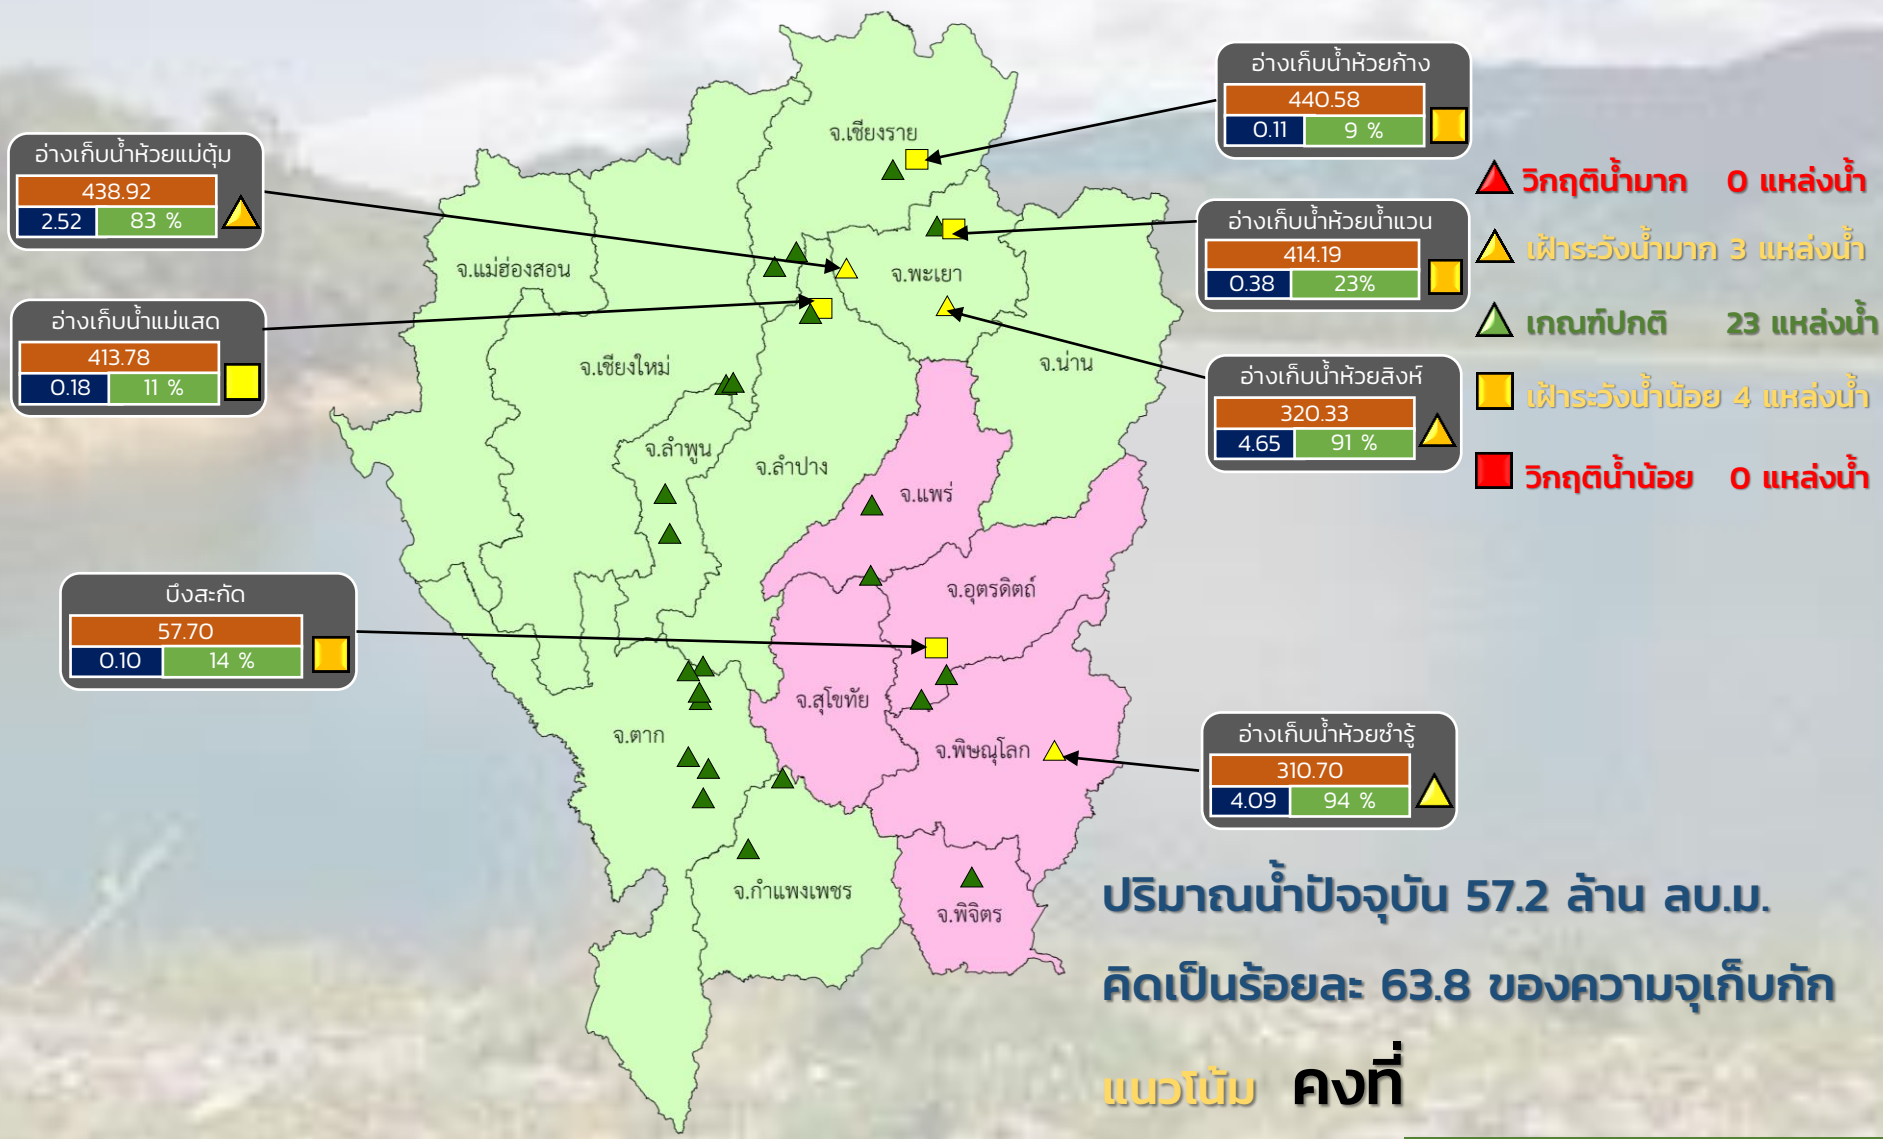 อ่างเก็บน้ำห้วยก้าง
440.58
0.11 9 %
จ.เชียงราย
อ่างเก็บน้ำห้วยแม่ตุ้ม
438.92
2.52 83 %
วิกฤติน้ำมาก 0 แหล่งน้ำ
อ่างเก็บน้ำห้วยน้ำแวน
414.19
0.38 23%
เฝ้าระวังน้ำมาก 3 แหล่งน้ำ
จ.แม่ฮ่องสอน
จ.พะเยา
อ่างเก็บน้ำแม่แสด
413.78
0.18 11 %
เกณฑ์ปกติ 23 แหล่งน้ำ
จ.เชียงใหม่
จ.น่าน
อ่างเก็บน้ำห้วยสิงห์
320.33
4.65 91 %
เฝ้าระวังน้ำน้อย 4 แหล่งน้ำ
จ.ลำพูน
จ.ลำปาง
จ.แพร่
วิกฤติน้ำน้อย 0 แหล่งน้ำ
บึงสะกัด
57.70
0.10 14 %
จ.อุตรดิตถ์
จ.สุโขทัย
จ.ตาก
จ.พิษณุโลก
อ่างเก็บน้ำห้วยซำรู้
310.70
4.09 94 %
จ.กำแพงเพชร
จ.พิจิตร
ปริมาณน้ำปัจจุบัน 57.2 ล้าน ลบ.ม.
คิดเป็นร้อยละ 63.8 ของความจุเก็บกัก
แนวโน้ม คงที่